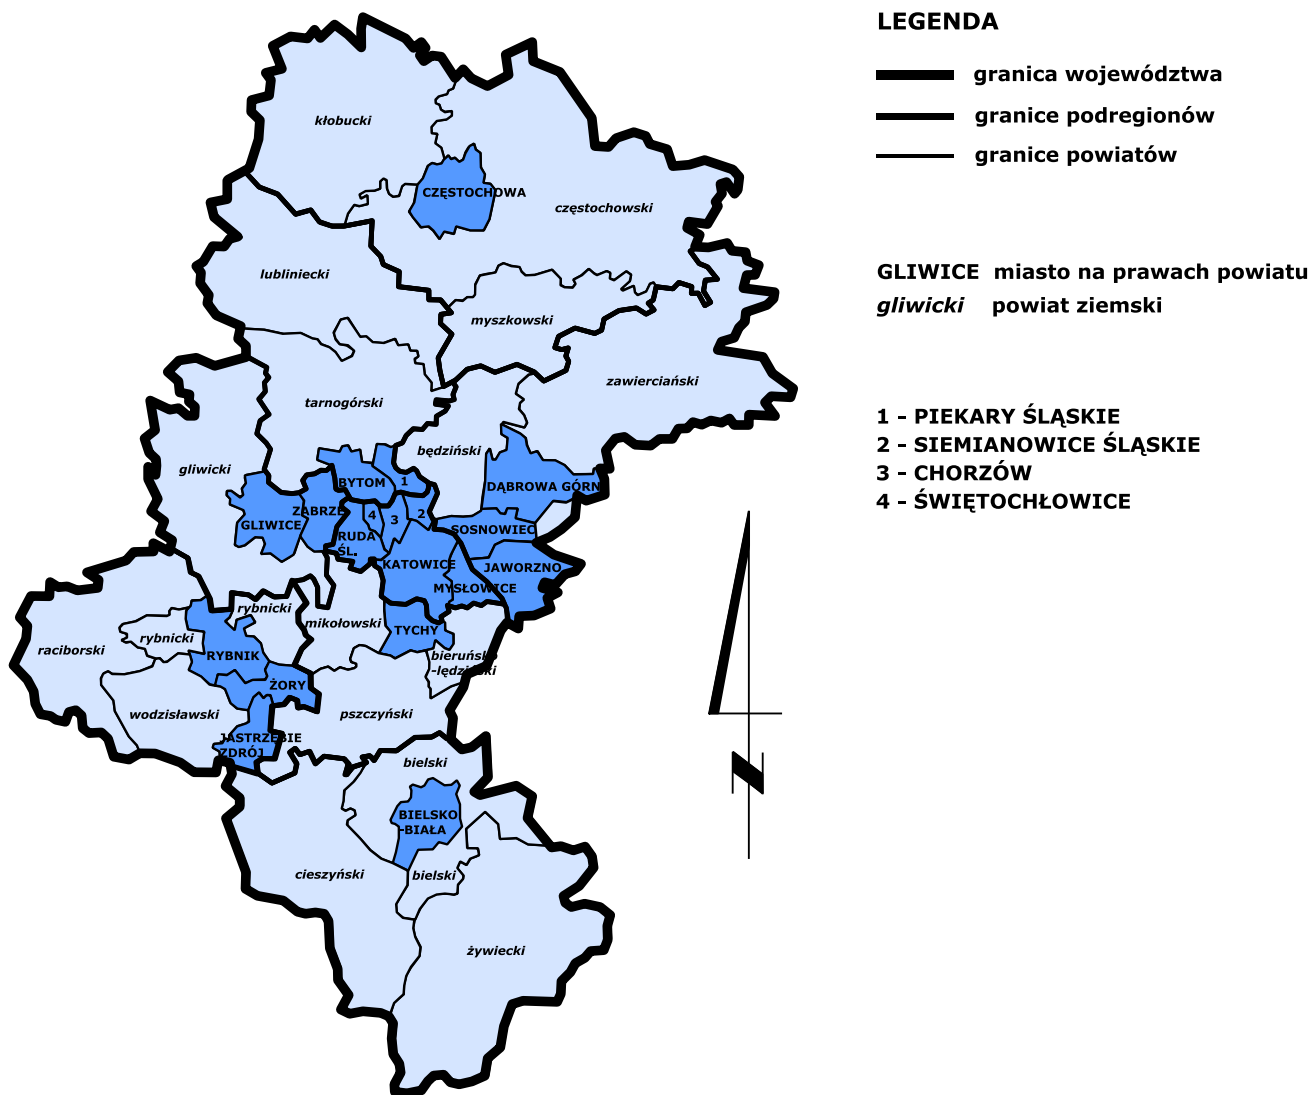 LEGENDA
granica województwa
granice podregionów
granice powiatów
GLIWICE miasto na prawach powiatu
gliwicki powiat ziemski
1 - PIEKARY ŚLĄSKIE
2 - SIEMIANOWICE ŚLĄSKIE
3 - CHORZÓW
4 - ŚWIĘTOCHŁOWICE
kłobucki
CZĘSTOCHOWA
częstochowski
lubliniecki
myszkowski
zawierciański
tarnogórski
będziński
gliwicki
BYTOM
1
DĄBROWA GÓRN.
ZABRZE
GLIWICE
4
3
2
SOSNOWIEC
RUDA
ŚL.
KATOWICE
JAWORZNO
MYSŁOWICE
rybnicki
mikołowski
TYCHY
rybnicki
raciborski
RYBNIK
bieruńsko
-lędziński
ŻORY
wodzisławski
pszczyński
JASTRZĘBIE
ZDRÓJ
bielski
BIELSKO
-BIAŁA
cieszyński
bielski
żywiecki
N